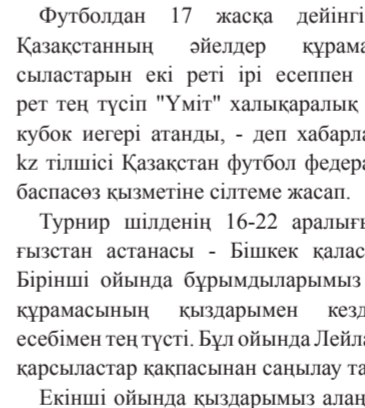 Футболдан 17 жасқа дейінгі
Қазақстанның әйелдер құрама
сыластарын екі реті ірі есеппен
рет тең түсіп "Үміт" халықаралық
кубок иегері атанды, - деп хабарла
kz тілшісі Қазақстан футбол федера
баспасөз қызметіне сілтеме жасап.
Турнир шілденің 16-22 аралығы
ғызстан астанасы - Бішкек қалас
Бірінші ойында бұрымдыларымыз
құрамасының қыздарымен кезд
есебімен тең түсті. Бұл ойында Лейла
қарсыластар қақпасынан саңылау та
Екінші ойында қыздарымыз алаң